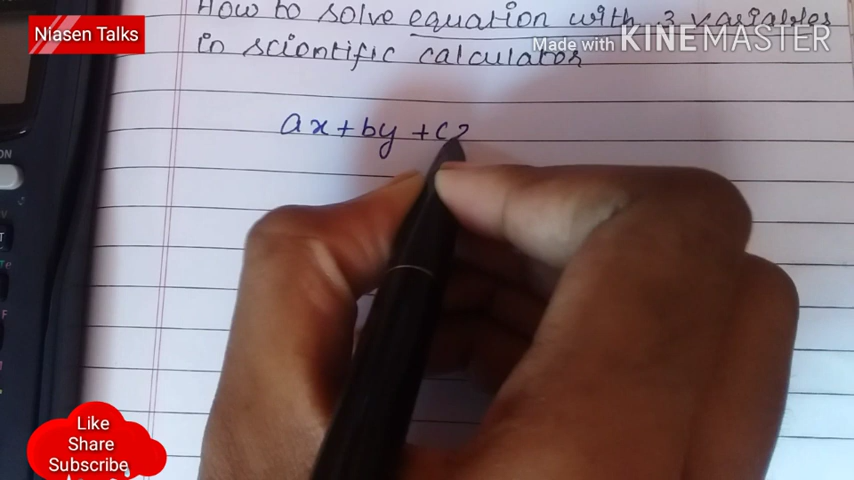 Niasen Talks
How to solve equation with 3 variables
Made with KINEMASTER
in scientific calculator
ON
ax+by+cz
Like
Share
Subscribe